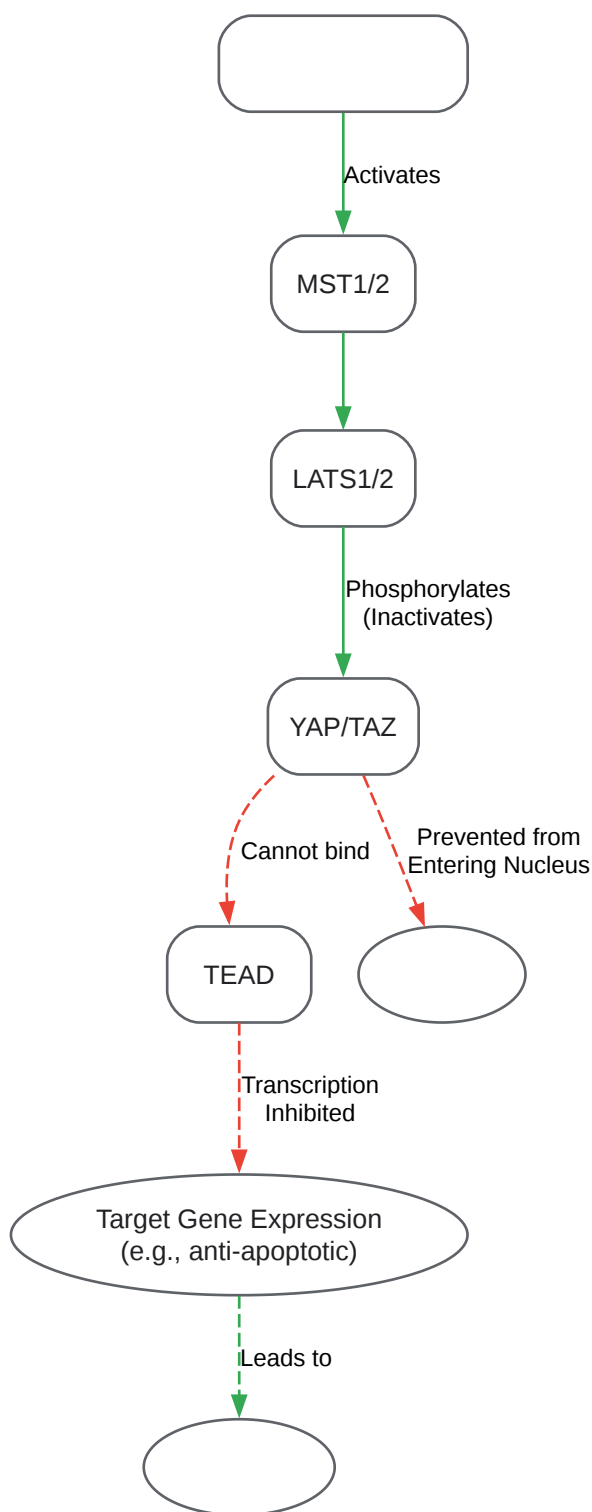 Activates
MST1/2
LATS1/2
Phosphorylates
(Inactivates)
YAP/TAZ
Cannot bind
Prevented from
Entering Nucleus
TEAD
Transcription
Inhibited
Target Gene Expression
(e.g., anti-apoptotic)
Leads to